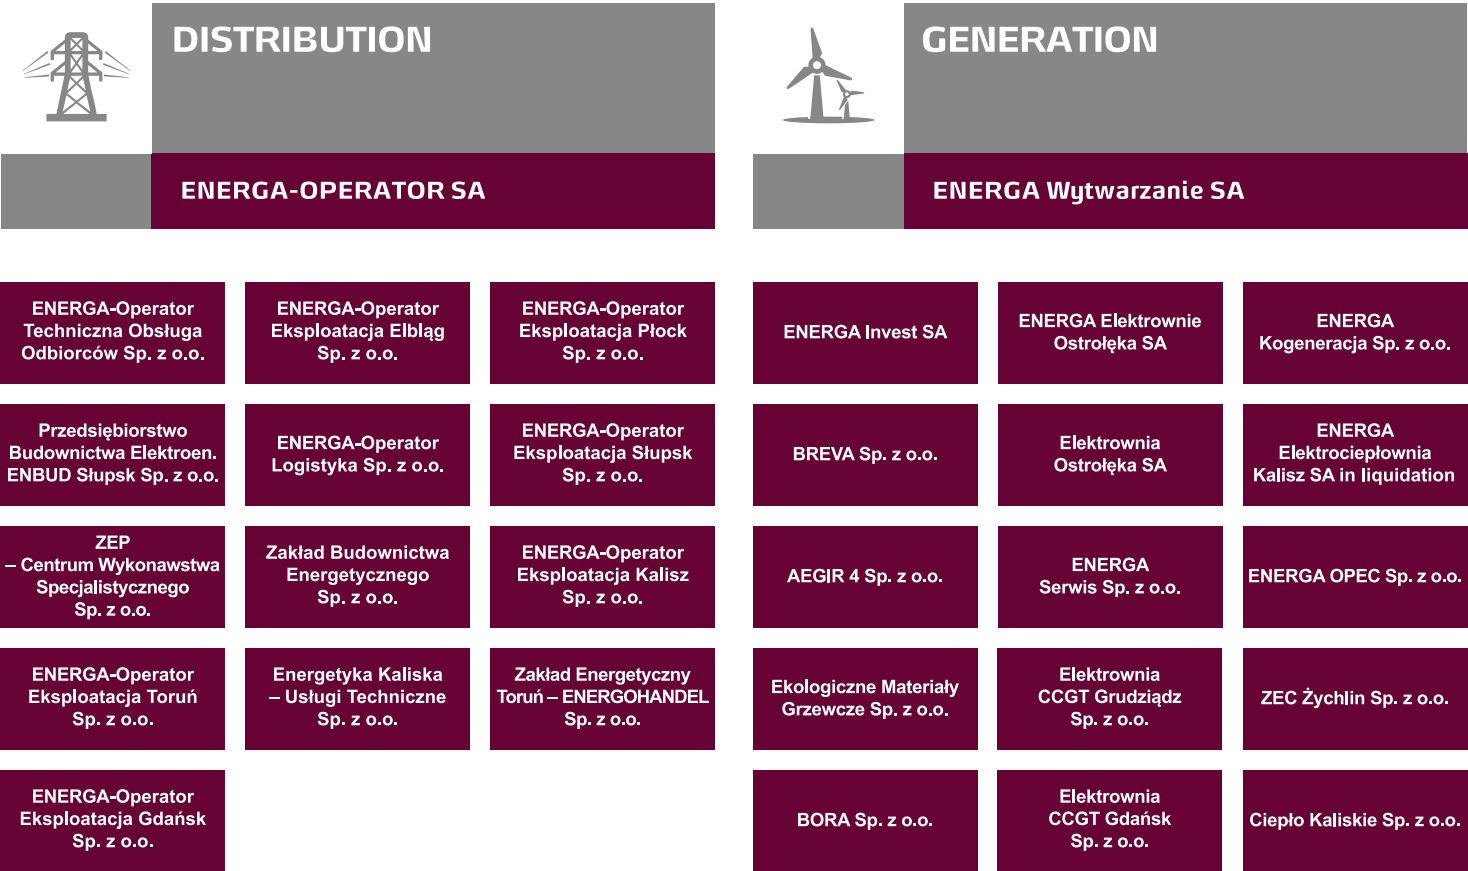 DISTRIBUTION
ENERGA-OPERATOR SA
ENERGA-Operator
Techniczna Obsługa
Odbiorców Sp. z o.o.
ENERGA-Operator
Eksploatacja Elbląg
Sp. z o.o.
ENERGA-Operator
Eksploatacja Płock
Sp. z o.o.
Przedsiębiorstwo
Budownictwa Elektroen.
ENBUD Słupsk Sp. z o.o.
ENERGA-Operator
Logistyka Sp. z o.o.
ENERGA-Operator
Eksploatacja Słupsk
Sp. z o.o.
ZEP
– Centrum Wykonawstwa
Specjalistycznego
Sp. z o.o.
Zakład Budownictwa
Energetycznego
Sp. z o.o.
ENERGA-Operator
Eksploatacja Kalisz
Sp. z o.o.
ENERGA-Operator
Eksploatacja Toruń
Sp. z o.o.
Energetyka Kaliska
– Usługi Techniczne
Sp. z o.o.
Zakład Energetyczny
Toruń – ENERGOHANDEL
Sp. z o.o.
ENERGA-Operator
Eksploatacja Gdańsk
Sp. z o.o.
GENERATION
ENERGA Wytwarzanie SA
ENERGA Invest SA
ENERGA Elektrownie
Ostrołęka SA
ENERGA
Kogeneracja Sp. z o.o.
BREVA Sp. z o.o.
Elektrownia
Ostrołęka SA
ENERGA
Elektrociepłownia
Kalisz SA in liquidation
AEGIR 4 Sp. z o.o.
ENERGA
Serwis Sp. z o.o.
ENERGA OPEC Sp. z o.o.
Ekologiczne Materiały
Grzewcze Sp. z o.o.
Elektrownia
CCGT Grudziądz
Sp. z o.o.
ZEC Żychlin Sp. z o.o.
BORA Sp. z o.o.
Elektrownia
CCGT Gdańsk
Sp. z o.o.
Ciepło Kaliskie Sp. z o.o.